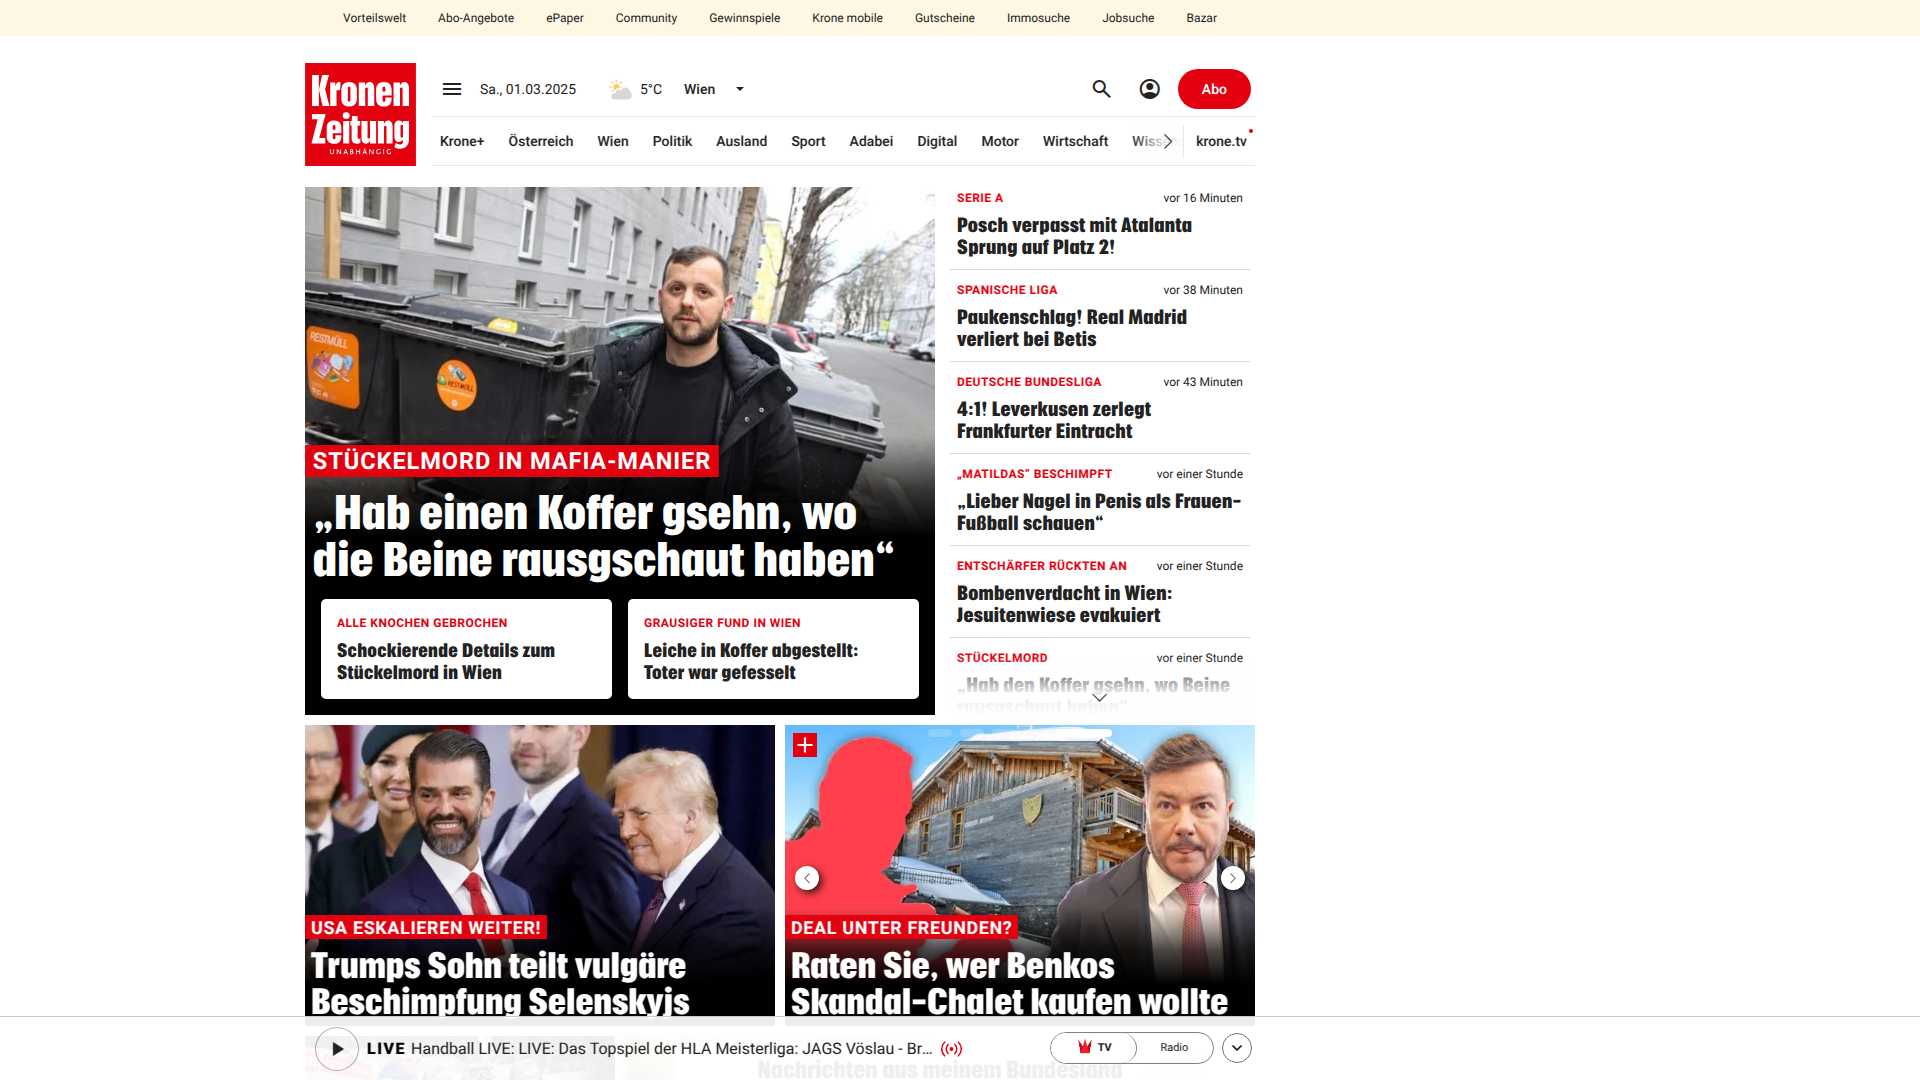 Vorteilswelt Abo-Angebote ePaper Community Gewinnspiele Krone mobile Gutscheine Immosuche Jobsuche Bazar
Kronen
Zeitung
UNABHÄNGIG
Sa., 01.03.2025 5°C Wien
Abo
Krone+ Österreich Wien Politik Ausland Sport Adabei Digital Motor Wirtschaft krone.tv
RESTMÜLL
RESTMÜLL
STÜCKELMORD IN MAFIA-MANIER
„Hab einen Koffer gsehn, wo
die Beine rausgschaut haben“
ALLE KNOCHEN GEBROCHEN
Schockierende Details zum
Stückelmord in Wien
GRAUSIGER FUND IN WIEN
Leiche in Koffer abgestellt:
Toter war gefesselt
SERIE A vor 16 Minuten
Posch verpasst mit Atalanta
Sprung auf Platz 2!
SPANISCHE LIGA vor 38 Minuten
Paukenschlag! Real Madrid
verliert bei Betis
DEUTSCHE BUNDESLIGA vor 43 Minuten
4:1! Leverkusen zerlegt
Frankfurter Eintracht
„MATILDAS“ BESCHIMPFT vor einer Stunde
„Lieber Nagel in Penis als Frauen-
Fußball schauen“
ENTSCHÄRFER RÜCKTEN AN vor einer Stunde
Bombenverdacht in Wien:
Jesuitenwiese evakuiert
STÜCKELMORD vor einer Stunde
„Hab den Koffer gsehn, wo Beine
rausgschaut haben“
USA ESKALIEREN WEITER!
Trumps Sohn teilt vulgäre
Beschimpfung Selenskyjs
DEAL UNTER FREUNDEN?
Raten Sie, wer Benkos
Skandal-Chalet kaufen wollte
LIVE Handball LIVE: LIVE: Das Topspiel der HLA Meisterliga: JAGS Vöslau - Br...
TV Radio
Nachrichten aus meinem Bundesland